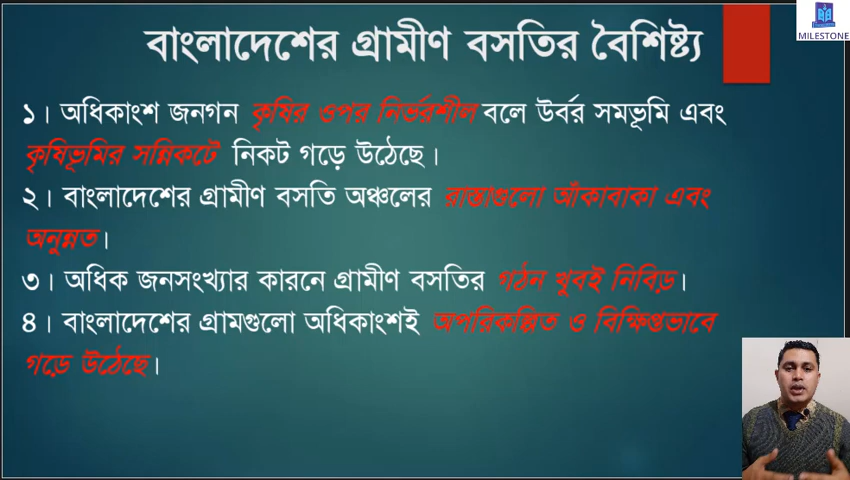 MILESTONE
বাংলাদেশের গ্রামীণ বসতির বৈশিষ্ট্য
১। অধিকাংশ জনগন কৃষির ওপর নির্ভরশীল বলে উর্বর সমভূমি এবং
কৃষিভূমির সন্নিকটে নিকট গড়ে উঠেছে।
২। বাংলাদেশের গ্রামীণ বসতি অঞ্চলের রাস্তাগুলো আঁকাবাকা এবং
অনুন্নত।
৩। অধিক জনসংখ্যার কারনে গ্রামীণ বসতির গঠন খুবই নিবিড়।
৪। বাংলাদেশের গ্রামগুলো অধিকাংশই অপরিকল্পিত ও বিক্ষিপ্তভাবে
গড়ে উঠেছে।